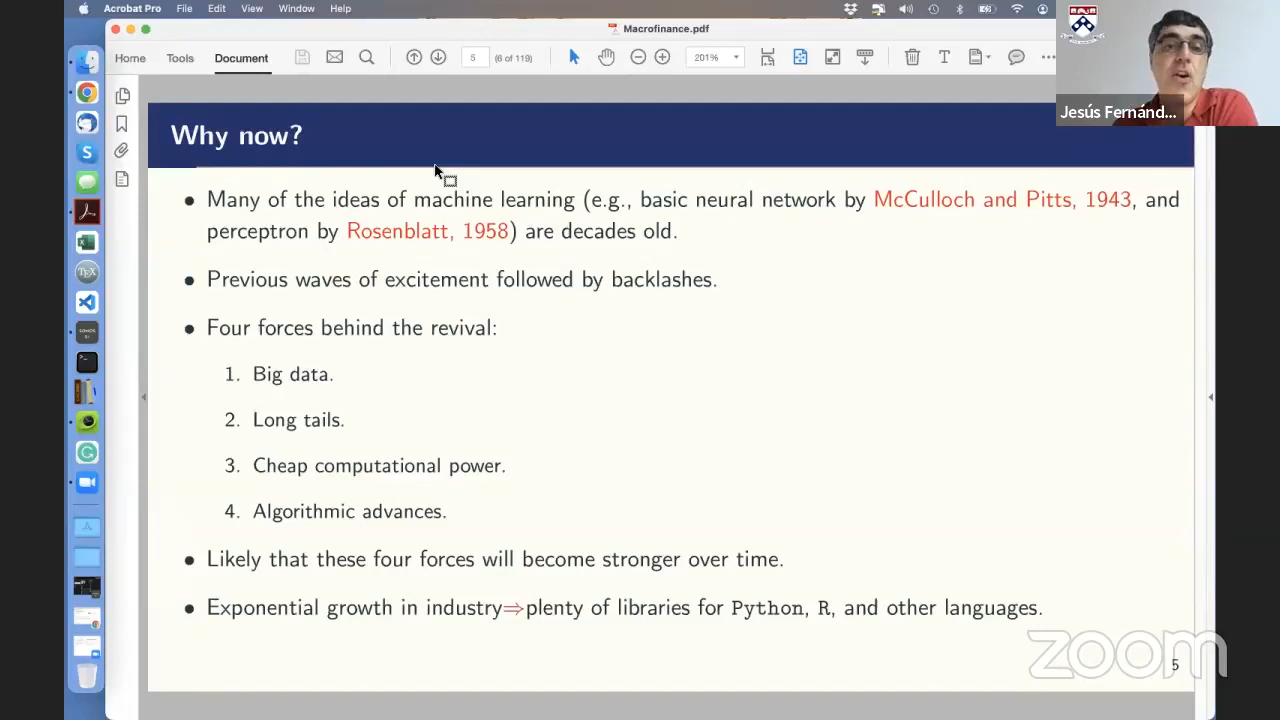 Acrobat Pro File Edit View Window Help
Macrofinance.pdf
Home Tools Document 5 (6 of 119) 201%
Jesús Fernánd...
Why now?
• Many of the ideas of machine learning (e.g., basic neural network by McCulloch and Pitts, 1943, and
perceptron by Rosenblatt, 1958) are decades old.
• Previous waves of excitement followed by backlashes.
• Four forces behind the revival:
1. Big data.
2. Long tails.
3. Cheap computational power.
4. Algorithmic advances.
• Likely that these four forces will become stronger over time.
• Exponential growth in industry⇒plenty of libraries for Python, R, and other languages.
zoom
5